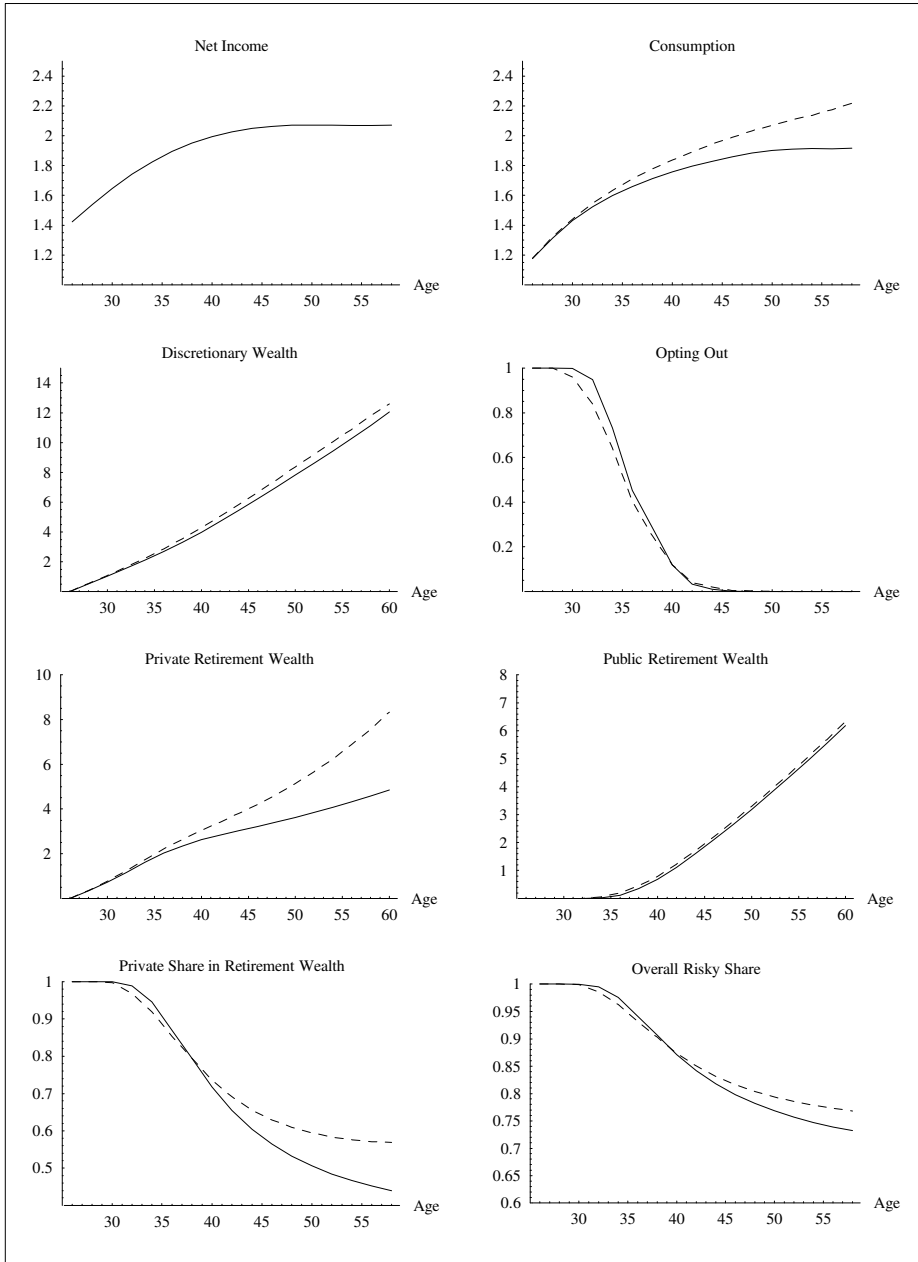 Net Income
2.4
2.2
2
1.8
1.6
1.4
1.2
30 35 40 45 50 55
Age
Consumption
2.4
2.2
2
1.8
1.6
1.4
1.2
30 35 40 45 50 55
Age
Discretionary Wealth
14
12
10
8
6
4
2
30 35 40 45 50 55 60
Age
Opting Out
1
0.8
0.6
0.4
0.2
30 35 40 45 50 55
Age
Private Retirement Wealth
10
8
6
4
2
30 35 40 45 50 55 60
Age
Public Retirement Wealth
8
7
6
5
4
3
2
1
30 35 40 45 50 55 60
Age
Private Share in Retirement Wealth
1
0.9
0.8
0.7
0.6
0.5
30 35 40 45 50 55
Age
Overall Risky Share
1
0.95
0.9
0.85
0.8
0.75
0.7
0.65
0.6
30 35 40 45 50 55
Age